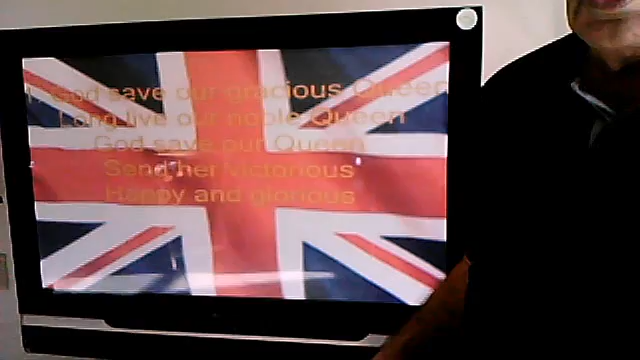 1. God save our gracious Queen
Long live our noble Queen
God save our Queen
Send her victorious
Happy and glorious